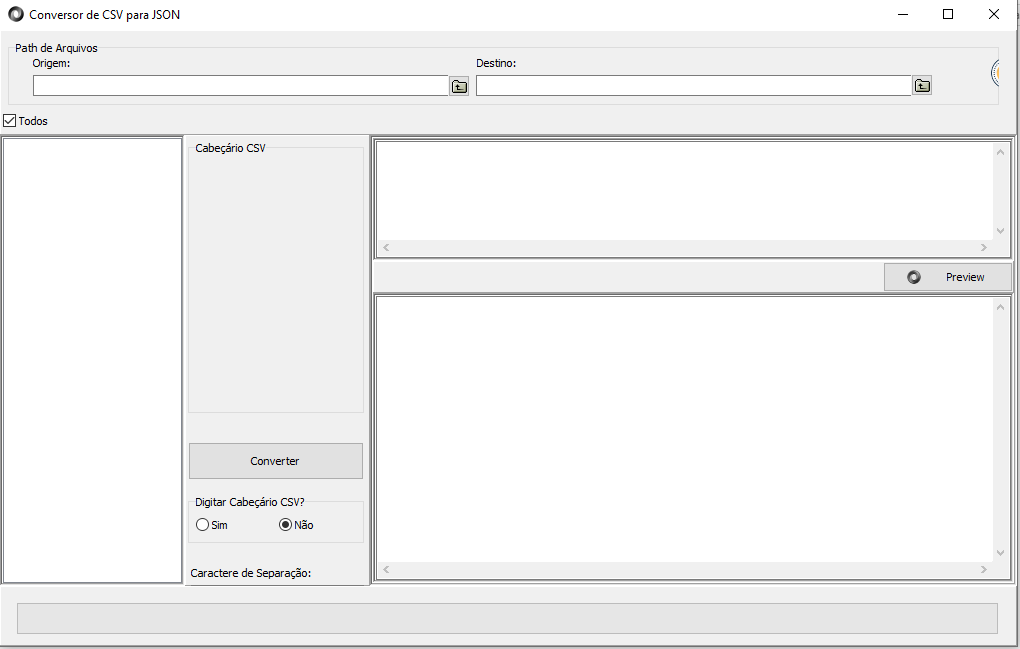 Conversor de CSV para JSON
Path de Arquivos
Origem:
Destino:
Todos
Cabeçário CSV
Preview
Converter
Digitar Cabeçário CSV?
Sim
Não
Caractere de Separação: